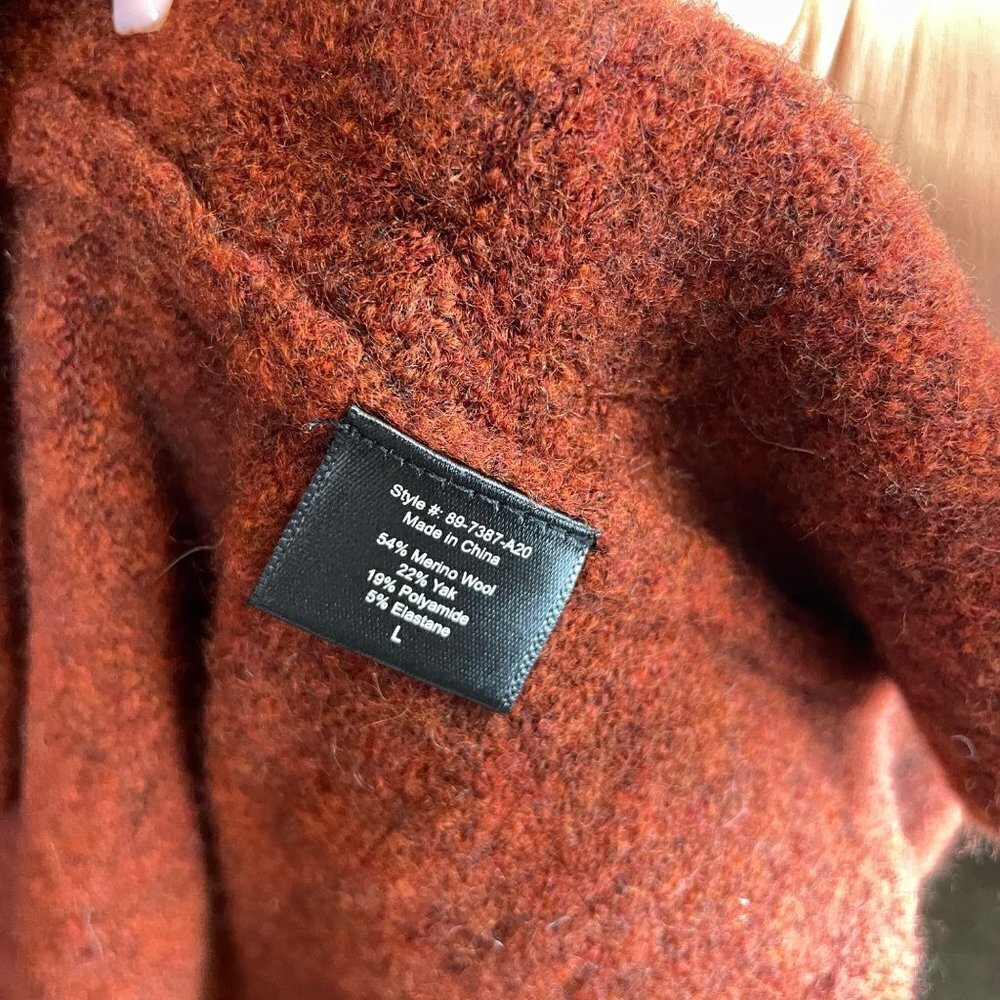 Style #: 89-7387-A20
Made in China
54% Merino Wool
22% Yak
19% Polyamide
5% Elastane
L